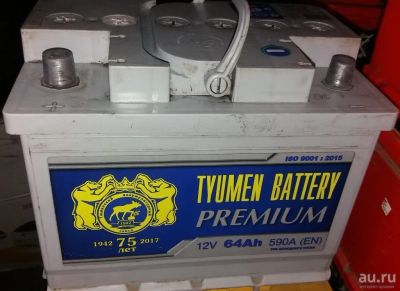 ISO 9001 : 2015
TYUMEN BATTERY
PREMIUM
12V 64Ah 590A (EN)
1942 75 2017
ЛЕТ
au.ru